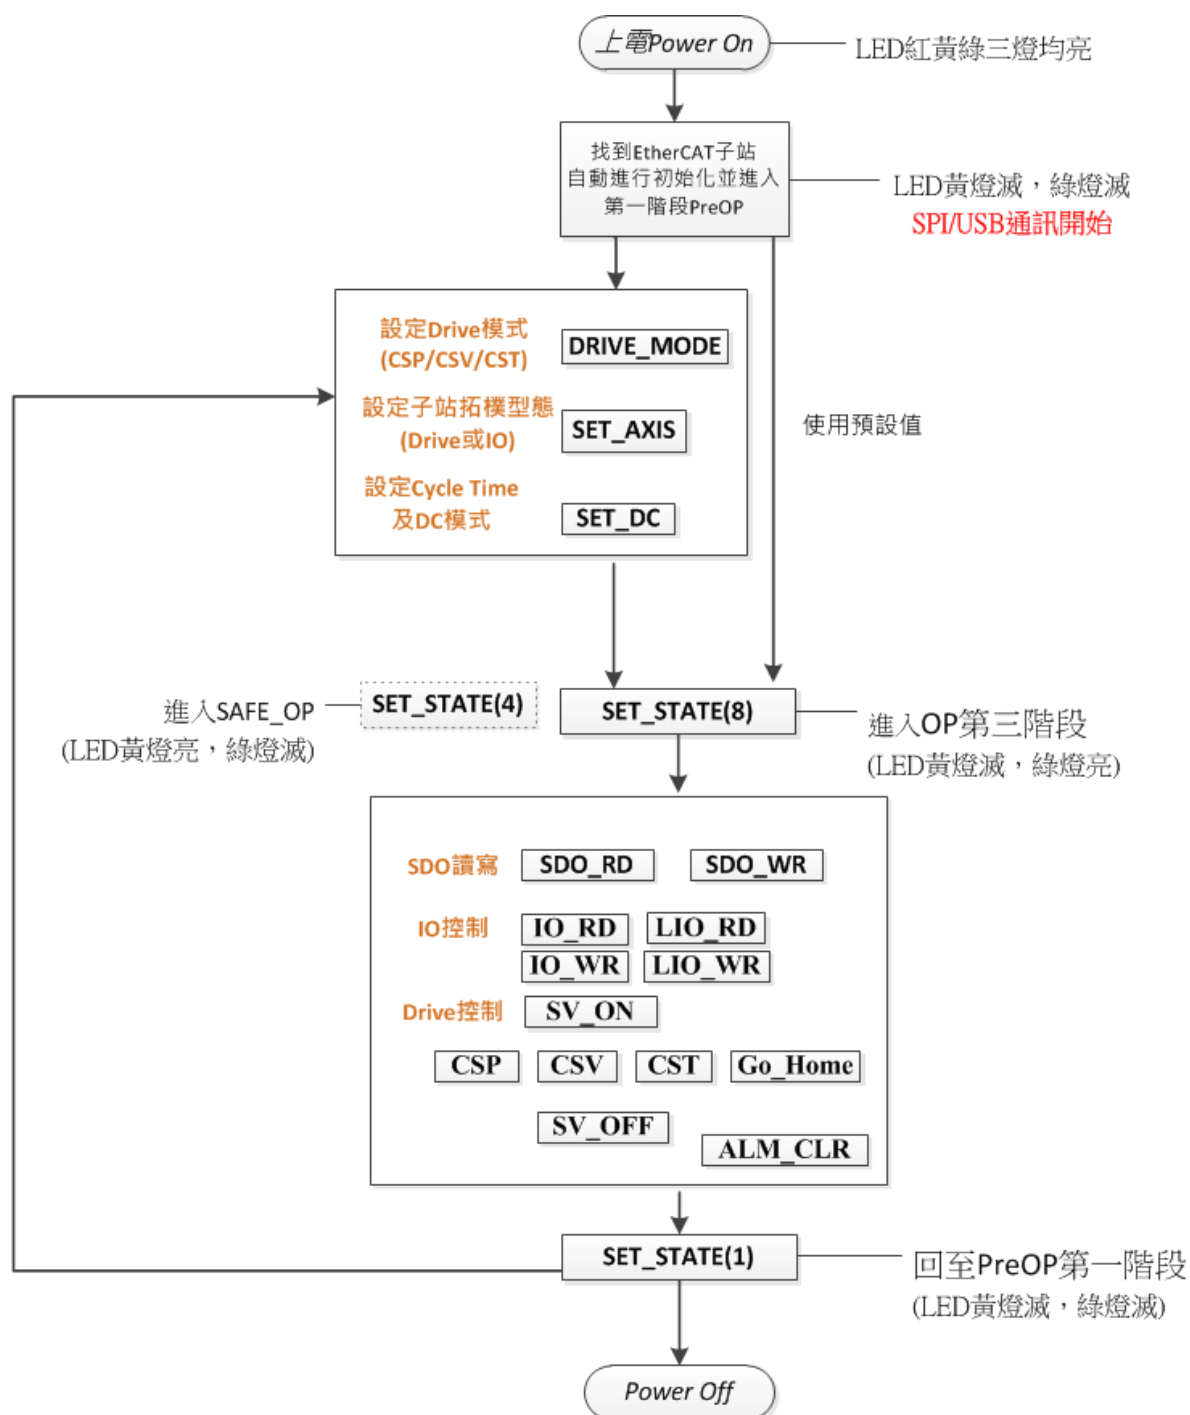 上電Power On
LED紅黃綠三燈均亮
找到EtherCAT子站
自動進行初始化並進入
第一階段PreOP
LED黃燈滅，綠燈滅
SPI/USB通訊開始
設定Drive模式
(CSP/CSV/CST)
DRIVE_MODE
設定子站拓樸型態
(Drive或IO)
SET_AXIS
使用預設值
設定Cycle Time
及DC模式
SET_DC
進入SAFE_OP
(LED黃燈亮，綠燈滅)
SET_STATE(4)
SET_STATE(8)
進入OP第三階段
(LED黃燈滅，綠燈亮)
SDO讀寫
SDO_RD
SDO_WR
IO控制
IO_RD
LIO_RD
IO_WR
LIO_WR
Drive控制
SV_ON
CSP
CSV
CST
Go_Home
SV_OFF
ALM_CLR
SET_STATE(1)
回至PreOP第一階段
(LED黃燈滅，綠燈滅)
Power Off